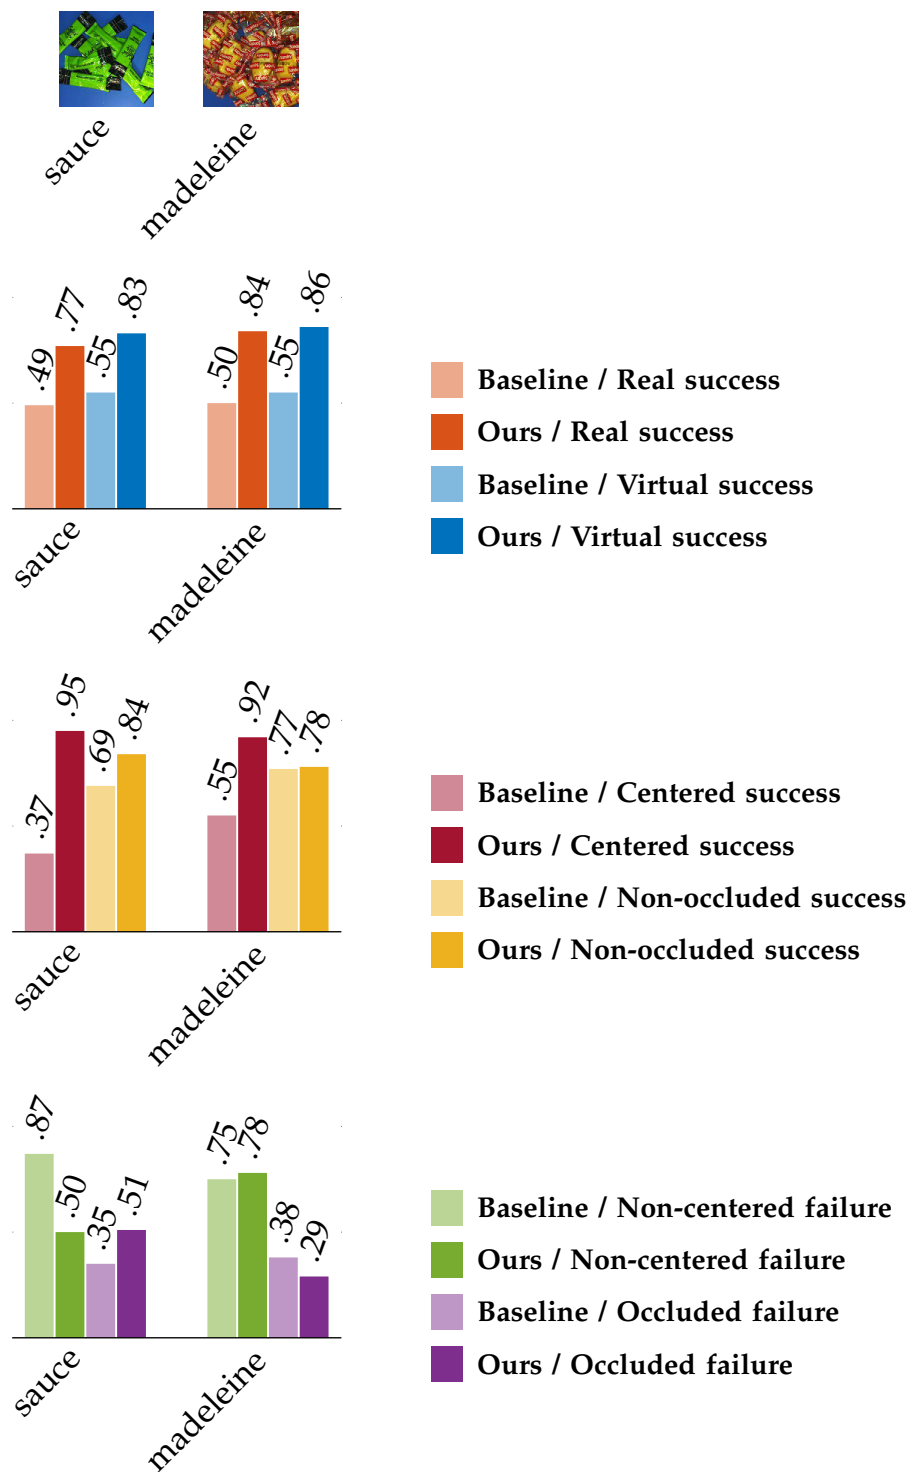 sauce
madeleine
.49
.77
.55
.83
.50
.84
.55
.86
sauce
madeleine
Baseline / Real success
Ours / Real success
Baseline / Virtual success
Ours / Virtual success
.37
.95
.69
.84
.55
.92
.77
.78
sauce
madeleine
Baseline / Centered success
Ours / Centered success
Baseline / Non-occluded success
Ours / Non-occluded success
.87
.50
.35
.51
.75
.78
.38
.29
sauce
madeleine
Baseline / Non-centered failure
Ours / Non-centered failure
Baseline / Occluded failure
Ours / Occluded failure